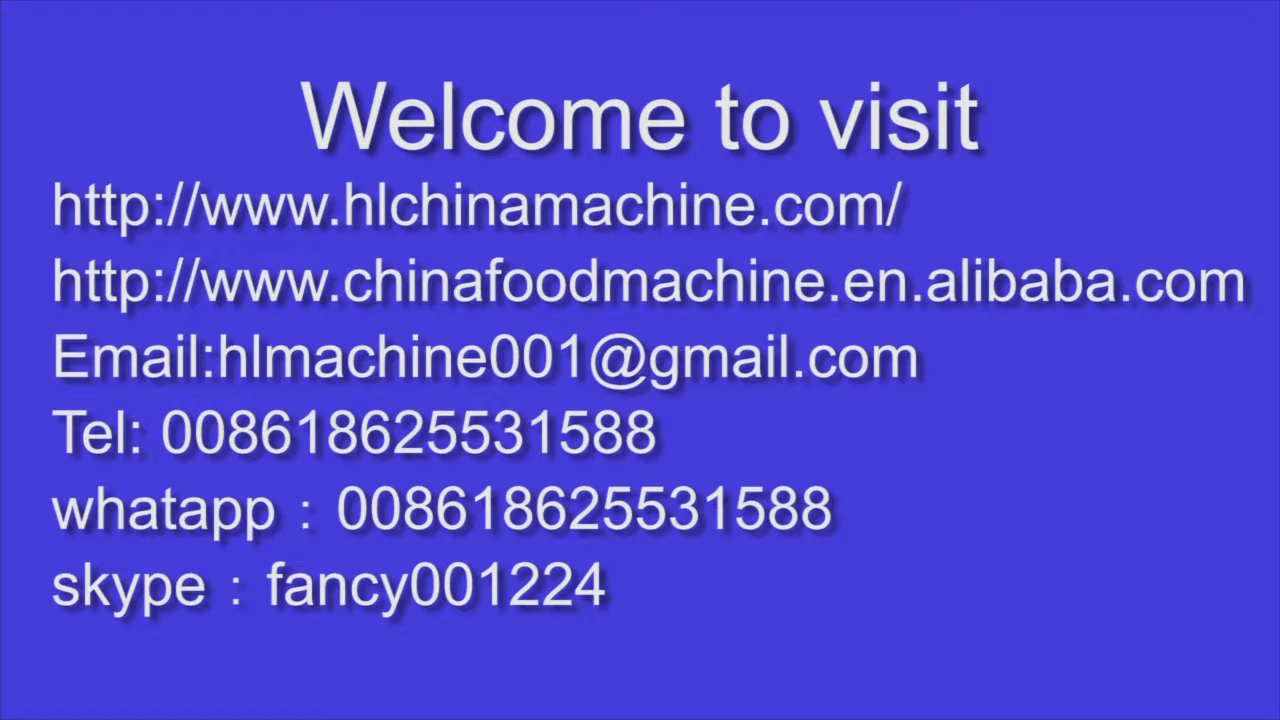 Welcome to visit
http://www.hlchinamachine.com/
http://www.chinafoodmachine.en.alibaba.com
Email:hlmachine001@gmail.com
Tel: 008618625531588
whatapp：008618625531588
skype：fancy001224